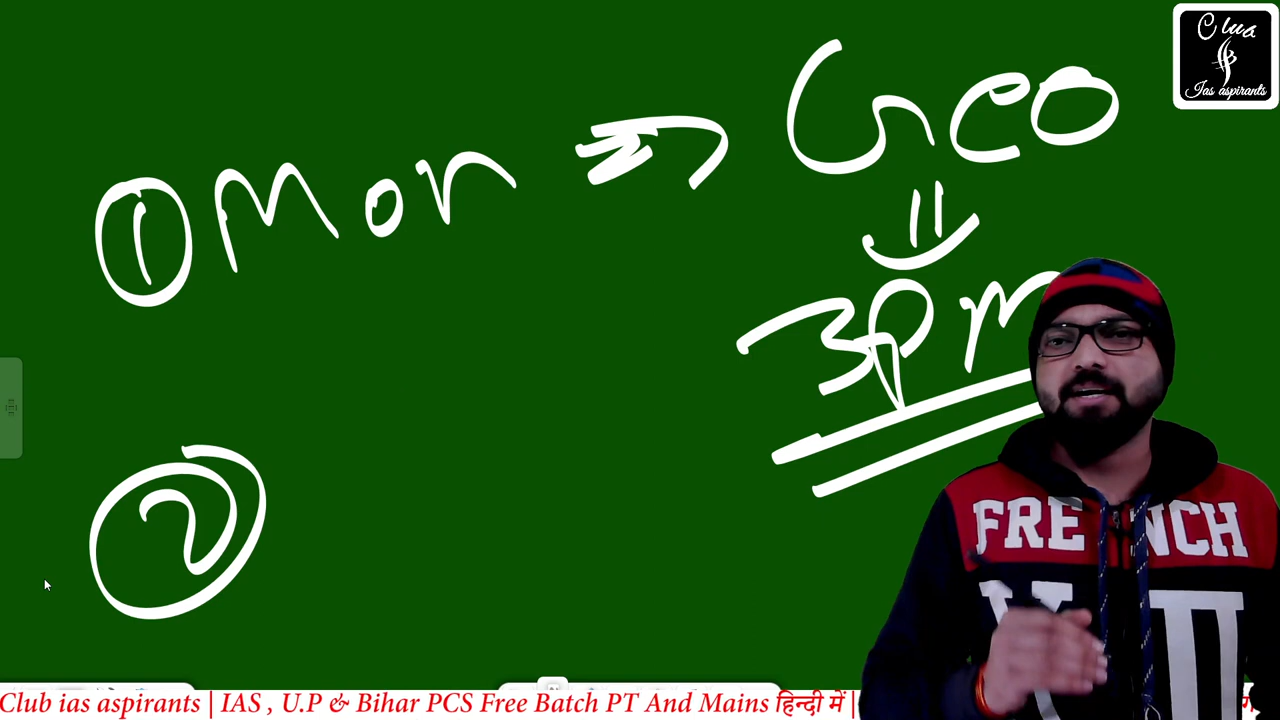 Club
Ias aspirants
① Mon ⇒ Geo
3Pm
②
FRENCH
Club ias aspirants | IAS , U.P & Bihar PCS Free Batch PT And Mains हिन्दी में |